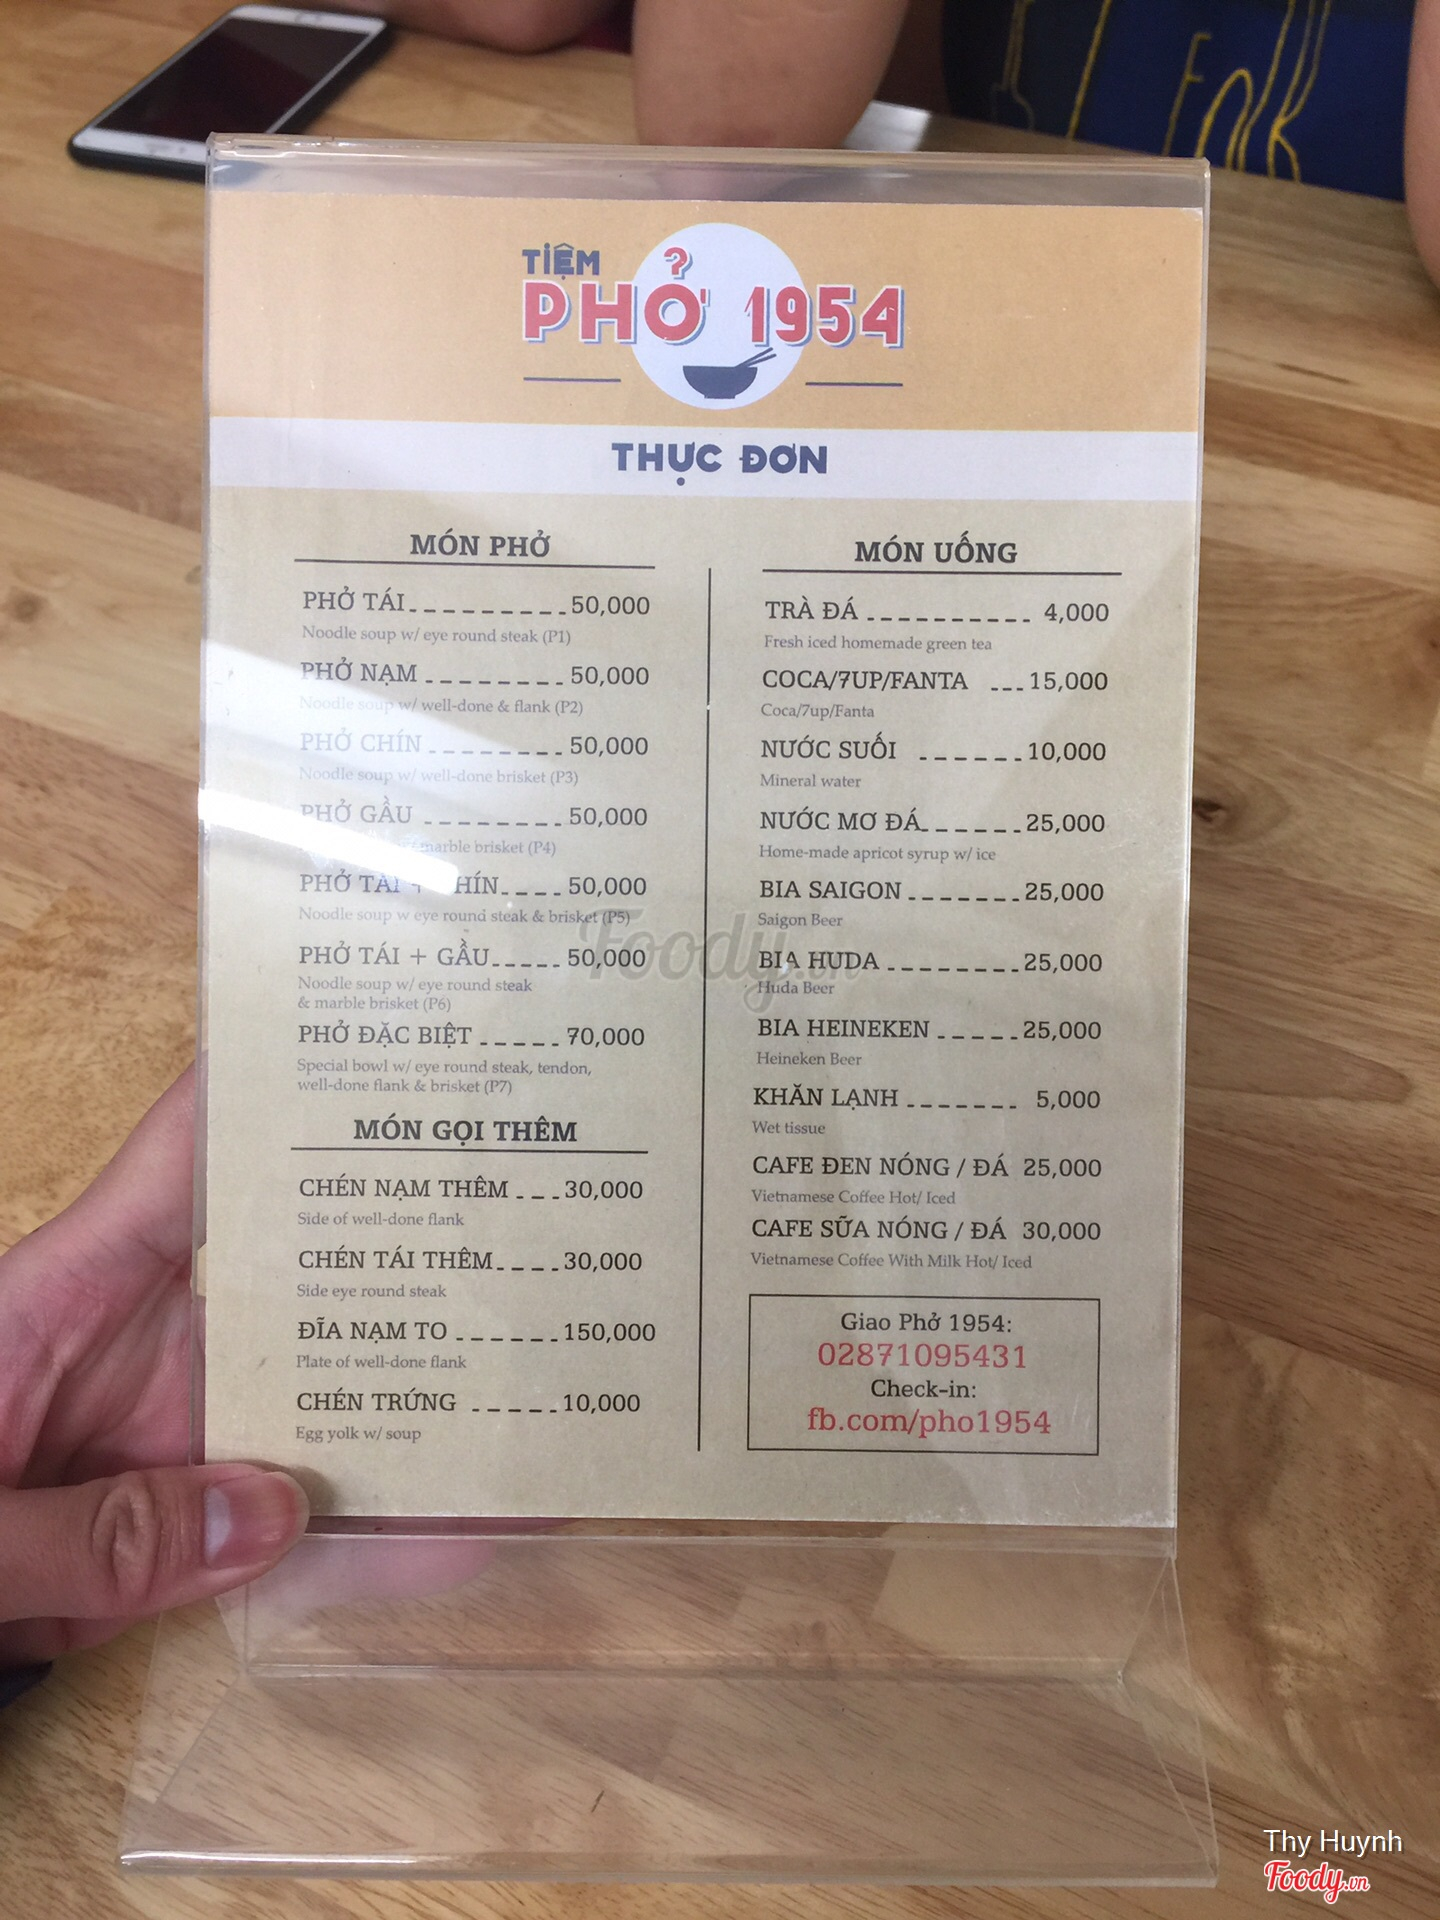 Folk
TIỆM
PHỞ 1954
THỰC ĐƠN
MÓN PHỞ
PHỞ TÁI 50,000
Noodle soup w/ eye round steak (P1)
PHỞ NẠM 50,000
Noodle soup w/ well-done & flank (P2)
PHỞ CHÍN 50,000
Noodle soup w/ well-done brisket (P3)
PHỞ GẦU 50,000
marble brisket (P4)
PHỞ TÁI + CHÍN 50,000
Noodle soup w eye round steak & brisket (P5)
PHỞ TÁI + GẦU 50,000
Noodle soup w/ eye round steak
& marble brisket (P6)
PHỞ ĐẶC BIỆT 70,000
Special bowl w/ eye round steak, tendon,
well-done flank & brisket (P7)
MÓN GỌI THÊM
CHÉN NẠM THÊM 30,000
Side of well-done flank
CHÉN TÁI THÊM 30,000
Side eye round steak
ĐĨA NẠM TO 150,000
Plate of well-done flank
CHÉN TRỨNG 10,000
Egg yolk w/ soup
MÓN UỐNG
TRÀ ĐÁ 4,000
Fresh iced homemade green tea
COCA/7UP/FANTA 15,000
Coca/7up/Fanta
NƯỚC SUỐI 10,000
Mineral water
NƯỚC MƠ ĐÁ 25,000
Home-made apricot syrup w/ ice
BIA SAIGON 25,000
Saigon Beer
BIA HUDA 25,000
Huda Beer
BIA HEINEKEN 25,000
Heineken Beer
KHĂN LẠNH 5,000
Wet tissue
CAFE ĐEN NÓNG / ĐÁ 25,000
Vietnamese Coffee Hot/ Iced
CAFE SỮA NÓNG / ĐÁ 30,000
Vietnamese Coffee With Milk Hot/ Iced
Giao Phở 1954:
02871095431
Check-in:
fb.com/pho1954
Foody.vn
Thy Huynh
Foody.vn